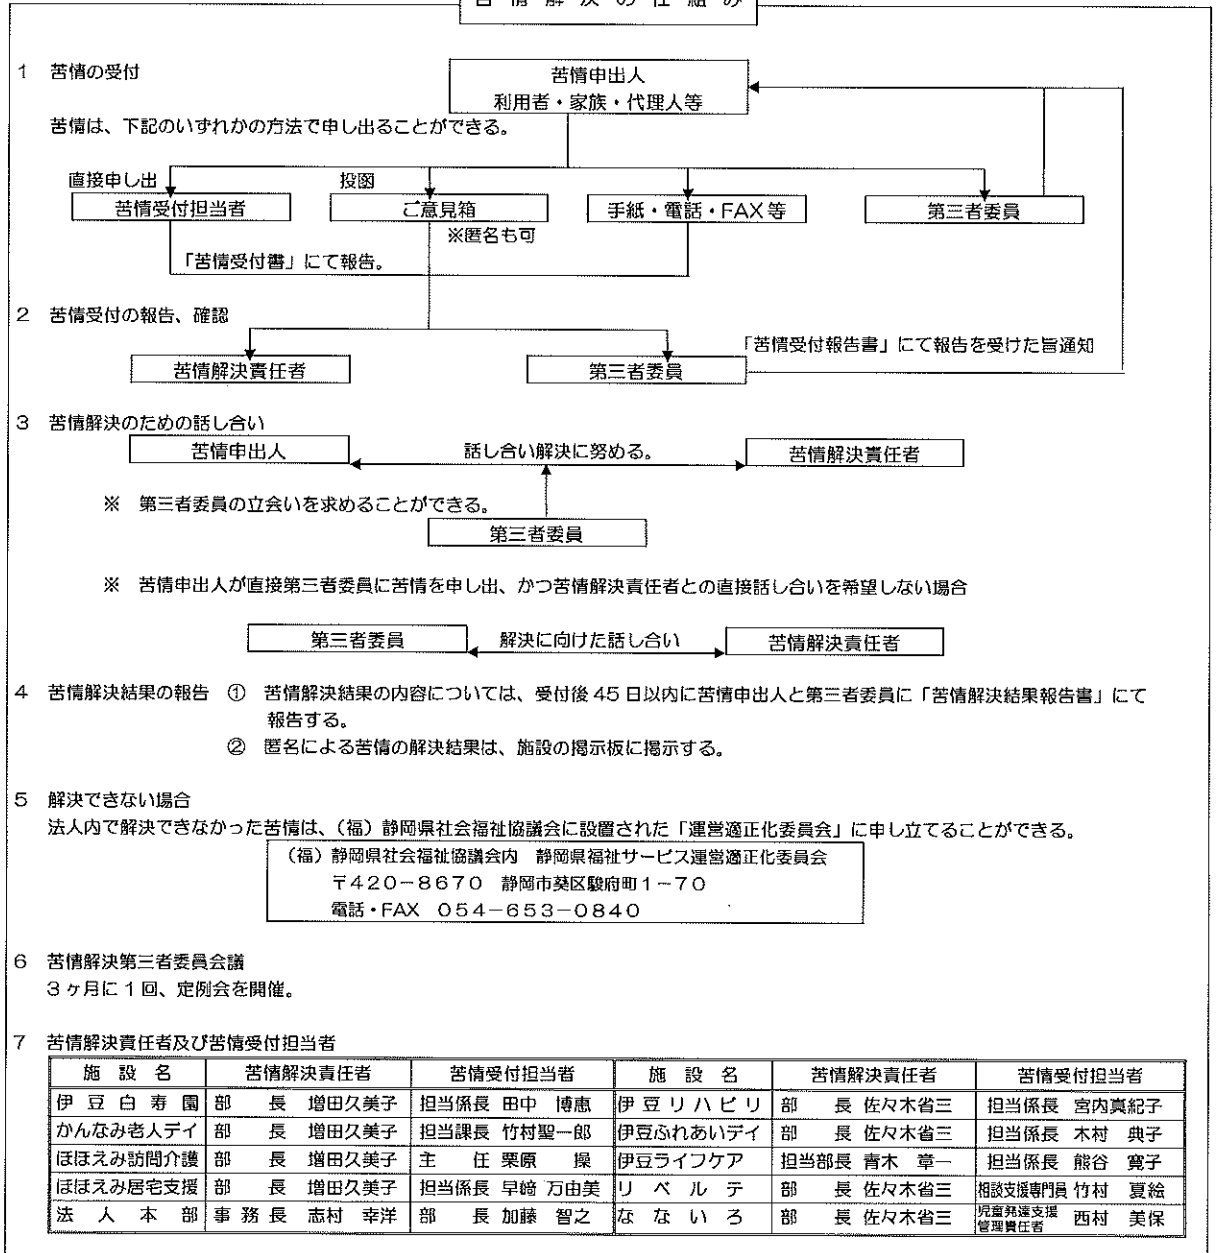 苦情解決の仕組み
1 苦情の受付
苦情申出人
利用者・家族・代理人等
苦情は、下記のいずれかの方法で申し出ることができる。
直接申し出
投函
苦情受付担当者
ご意見箱
手紙・電話・FAX等
第三者委員
※匿名も可
「苦情受付書」にて報告。
2 苦情受付の報告、確認
「苦情受付報告書」にて報告を受けた旨通知
苦情解決責任者
第三者委員
3 苦情解決のための話し合い
苦情申出人
話し合い解決に努める。
苦情解決責任者
※ 第三者委員の立会いを求めることができる。
第三者委員
※ 苦情申出人が直接第三者委員に苦情を申し出、かつ苦情解決責任者との直接話し合いを希望しない場合
第三者委員
解決に向けた話し合い
苦情解決責任者
4 苦情解決結果の報告 ① 苦情解決結果の内容については、受付後45日以内に苦情申出人と第三者委員に「苦情解決結果報告書」にて
報告する。
② 匿名による苦情の解決結果は、施設の掲示板に掲示する。
5 解決できない場合
法人内で解決できなかった苦情は、(福)静岡県社会福祉協議会に設置された「運営適正化委員会」に申し立てることができる。
(福)静岡県社会福祉協議会内 静岡県福祉サービス運営適正化委員会
〒420-8670 静岡市葵区駿府町1-70
電話・FAX 054-653-0840
6 苦情解決第三者委員会議
3ヶ月に1回、定例会を開催。
7 苦情解決責任者及び苦情受付担当者
施設名 苦情解決責任者 苦情受付担当者 施設名 苦情解決責任者 苦情受付担当者
伊豆白寿園 部長 増田久美子 担当係長 田中 博恵 伊豆リハビリ 部長 佐々木省三 担当係長 宮内真紀子
かんなみ老人デイ 部長 増田久美子 担当課長 竹村聖一郎 伊豆ふれあいデイ 部長 佐々木省三 担当係長 木村 典子
ほほえみ訪問介護 部長 増田久美子 主任 栗原 操 伊豆ライフケア 担当部長 青木 章一 担当係長 熊谷 寛子
ほほえみ居宅支援 部長 増田久美子 担当係長 早崎 万由美 リベルテ 部長 佐々木省三 相談支援専門員 竹村 夏絵
法人本部 事務長 志村 幸洋 部長 加藤 智之 なないろ 部長 佐々木省三 児童発達支援管理責任者 西村 美保